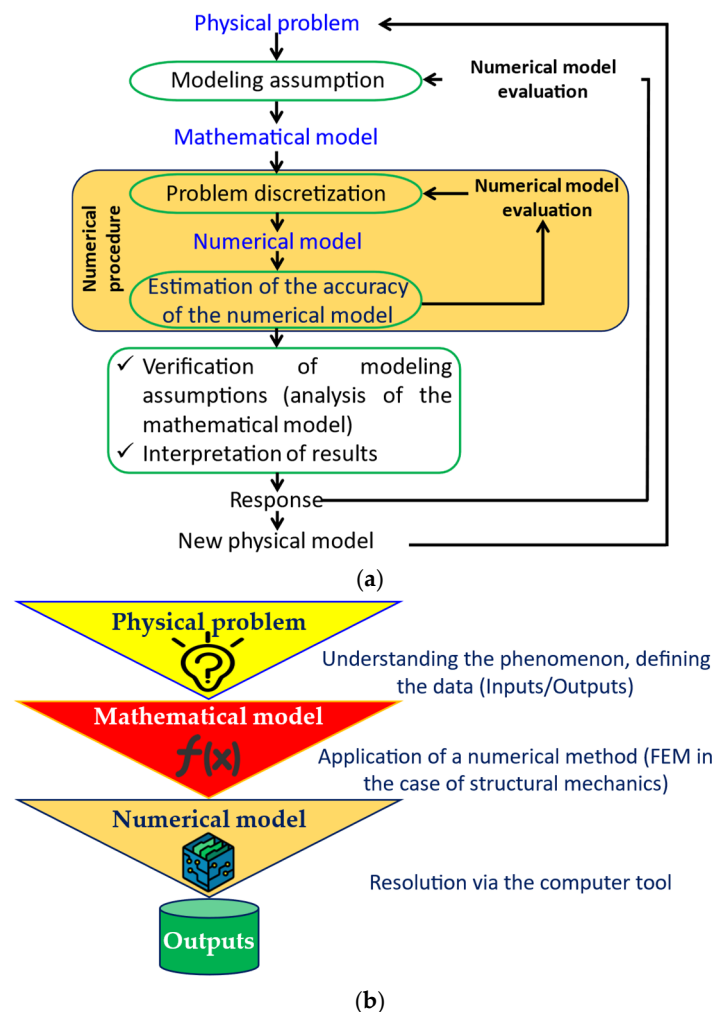 Physical problem
Modeling assumption
Numerical model
evaluation
Mathematical model
Numerical
procedure
Problem discretization
Numerical model
evaluation
Numerical model
Estimation of the accuracy
of the numerical model
✓ Verification of modeling
assumptions (analysis of the
mathematical model)
✓ Interpretation of results
Response
New physical model
(a)
Physical problem
?
Understanding the phenomenon, defining
the data (Inputs/Outputs)
Mathematical model
f(x)
Application of a numerical method (FEM in
the case of structural mechanics)
Numerical model
Resolution via the computer tool
Outputs
(b)